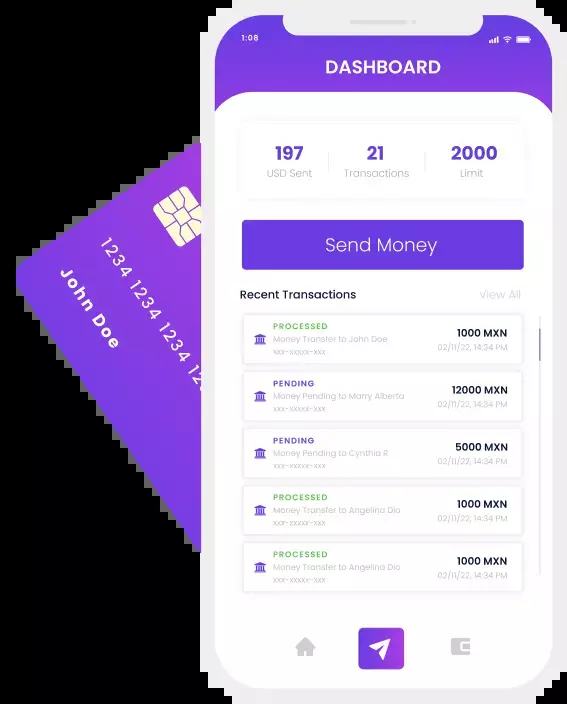 1:08
DASHBOARD
197 21 2000
USD Sent Transactions Limit
Send Money
Recent Transactions View All
PROCESSED
Money Transfer to John Doe 1000 MXN
xxx-xxxxx-xxx 02/11/22, 14:34 PM
PENDING
Money Pending to Marry Alberta 12000 MXN
xxx-xxxxx-xxx 02/11/22, 14:34 PM
PENDING
Money Pending to Cynthia R 5000 MXN
xxx-xxxxx-xxx 02/11/22, 14:34 PM
PROCESSED
Money Transfer to Angelina Dio 1000 MXN
xxx-xxxxx-xxx 02/11/22, 14:34 PM
PROCESSED
Money Transfer to Angelina Dio 1000 MXN
xxx-xxxxx-xxx 02/11/22, 14:34 PM
1234 1234 1234 12
John Doe